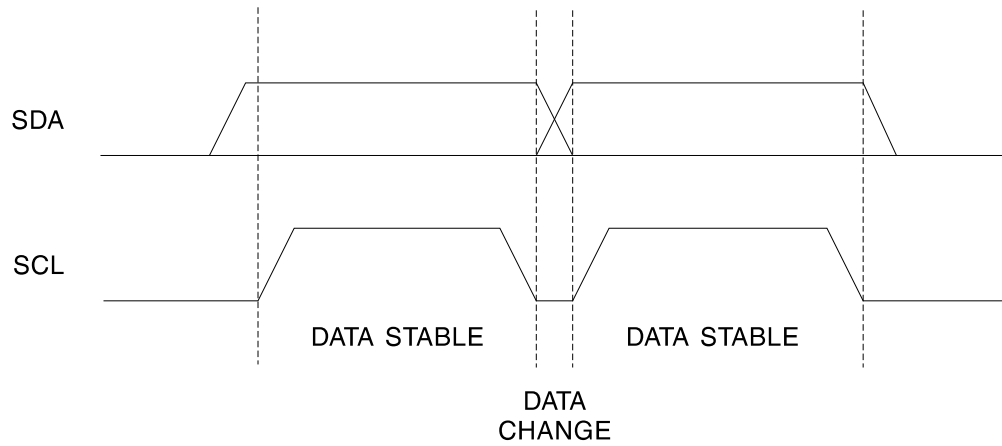 SDA
SCL
DATA STABLE
DATA STABLE
DATA
CHANGE